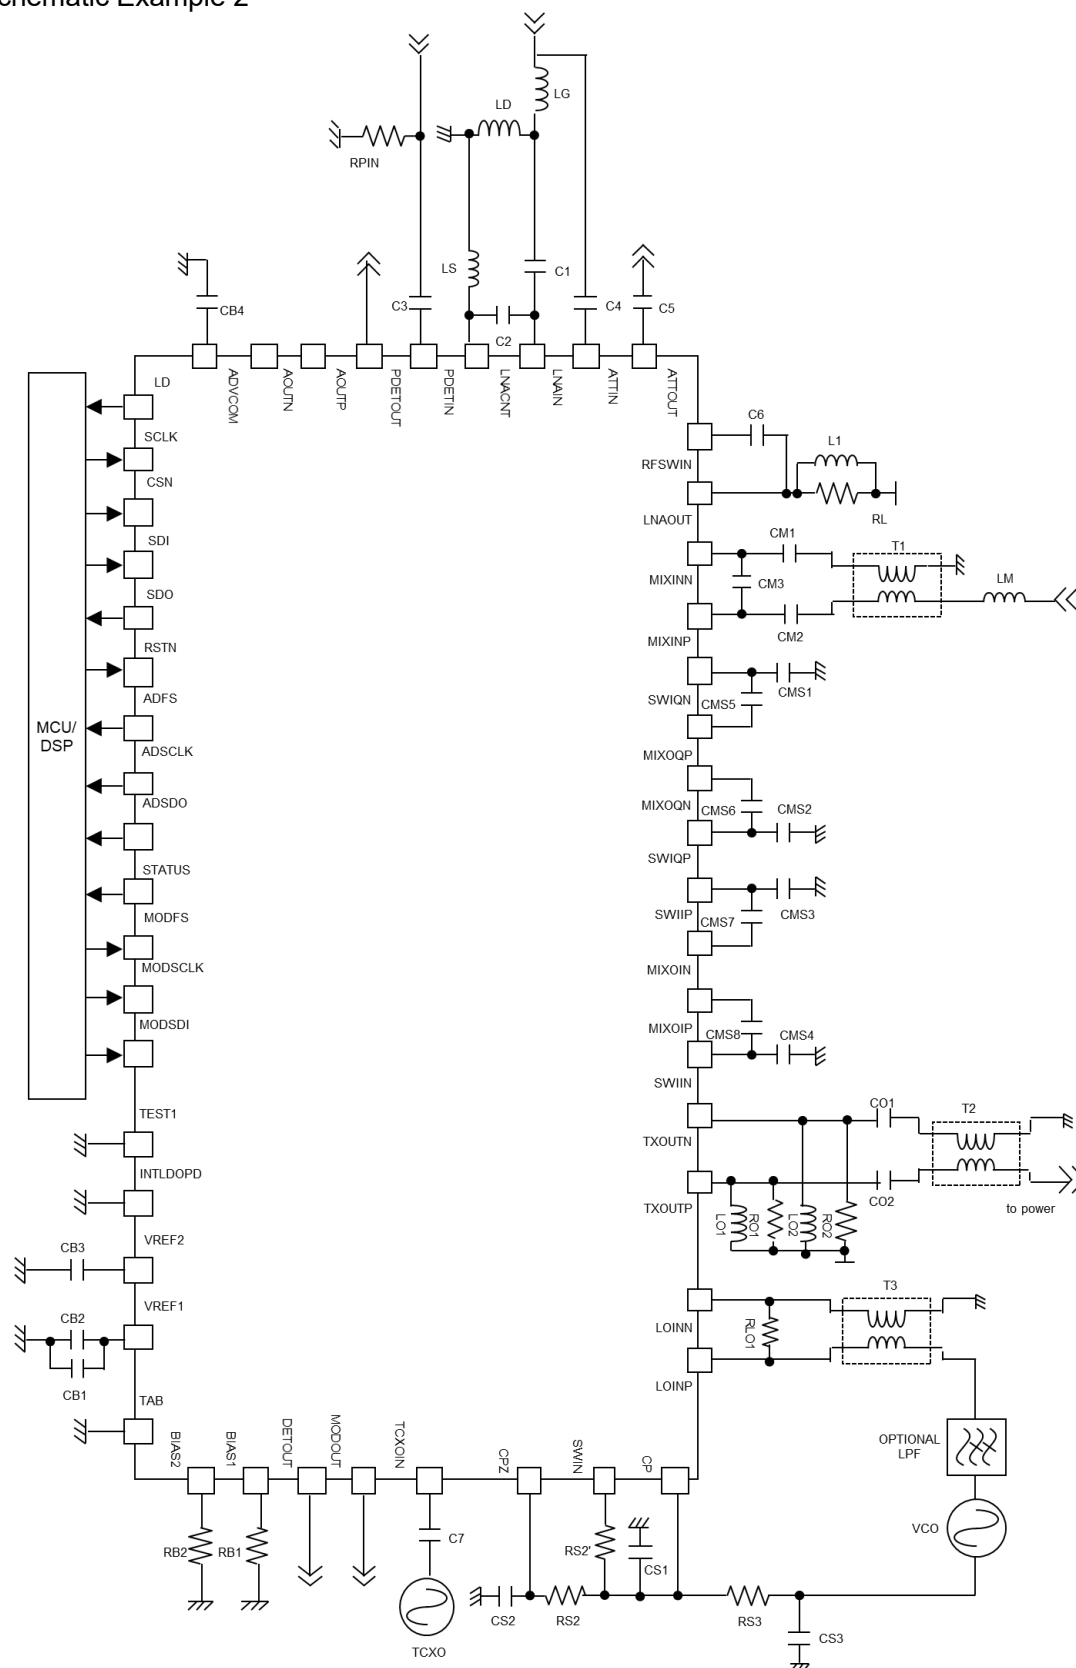 chematic Example 2
LG
LD
RPIN
LS
C1
CB4
C3
C4
C5
C2
LD
ADVCOM
AOUTN
AOUTP
PDETOUT
PDETIN
LNACNT
LNAIN
ATTIN
ATTOUT
SCLK
CSN
SDI
SDO
RSTN
ADFS
MCU/
DSP
ADSCLK
ADSDO
STATUS
MODFS
MODSCLK
MODSDI
TEST1
INTLDOPD
VREF2
CB3
VREF1
CB2
CB1
TAB
C6
L1
RFSWIN
RL
LNAOUT
CM1
T1
MIXINN
CM3
LM
CM2
MIXINP
SWIQN
CMS5
CMS1
MIXOQP
MIXOQN
CMS6
CMS2
SWIQP
SWIIP
CMS7
CMS3
MIXOIN
MIXOIP
CMS8
CMS4
SWIIN
CO1
T2
TXOUTN
CO2
TXOUTP
to power
LO1
RO1
LO2
RO2
T3
LOINN
RLO1
LOINP
OPTIONAL
LPF
VCO
BIAS2
BIAS1
DETOUT
MODOUT
TCXOIN
CPZ
SWIN
CP
RB2
RB1
C7
RS2'
CS1
CS2
RS2
RS3
CS3
TCXO